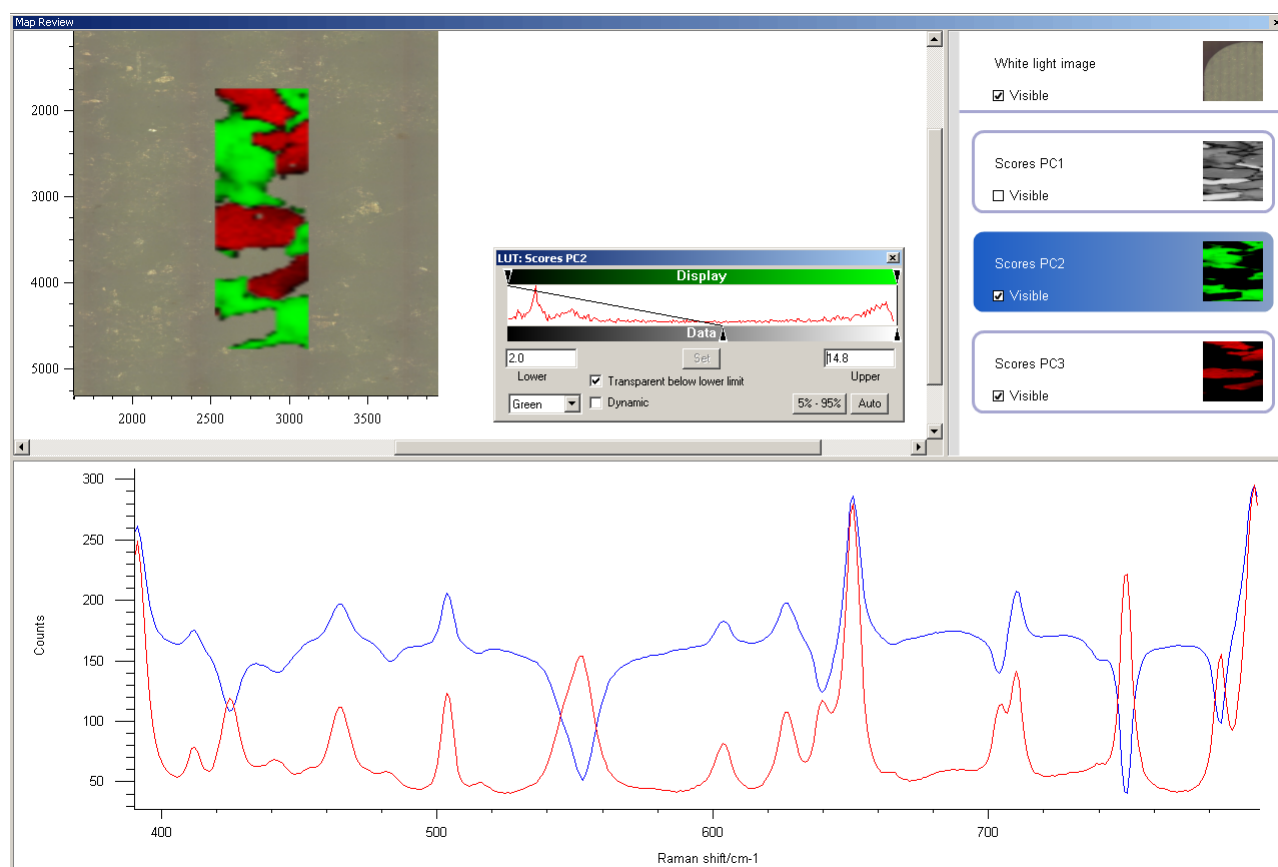 Map Review
2000
3000
4000
5000
2000
2500
3000
3500
White light image
Visible
Scores PC1
Visible
Scores PC2
Visible
Scores PC3
Visible
LUT: Scores PC2
Display
Data
2.0
Set
14.8
Lower
Transparent below lower limit
Upper
Green
Dynamic
5% - 95%
Auto
300
250
200
150
100
50
Counts
400
500
600
700
Raman shift/cm-1